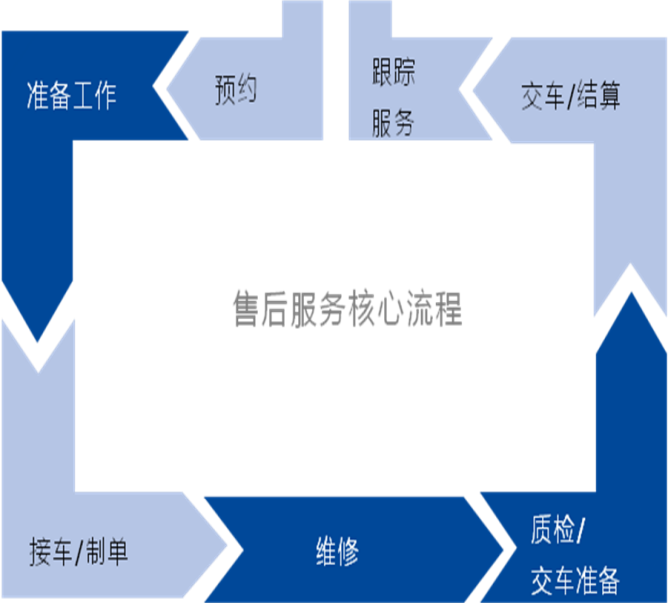 准备工作
预约
跟踪
服务
交车/结算
售后服务核心流程
接车/制单
维修
质检/
交车准备